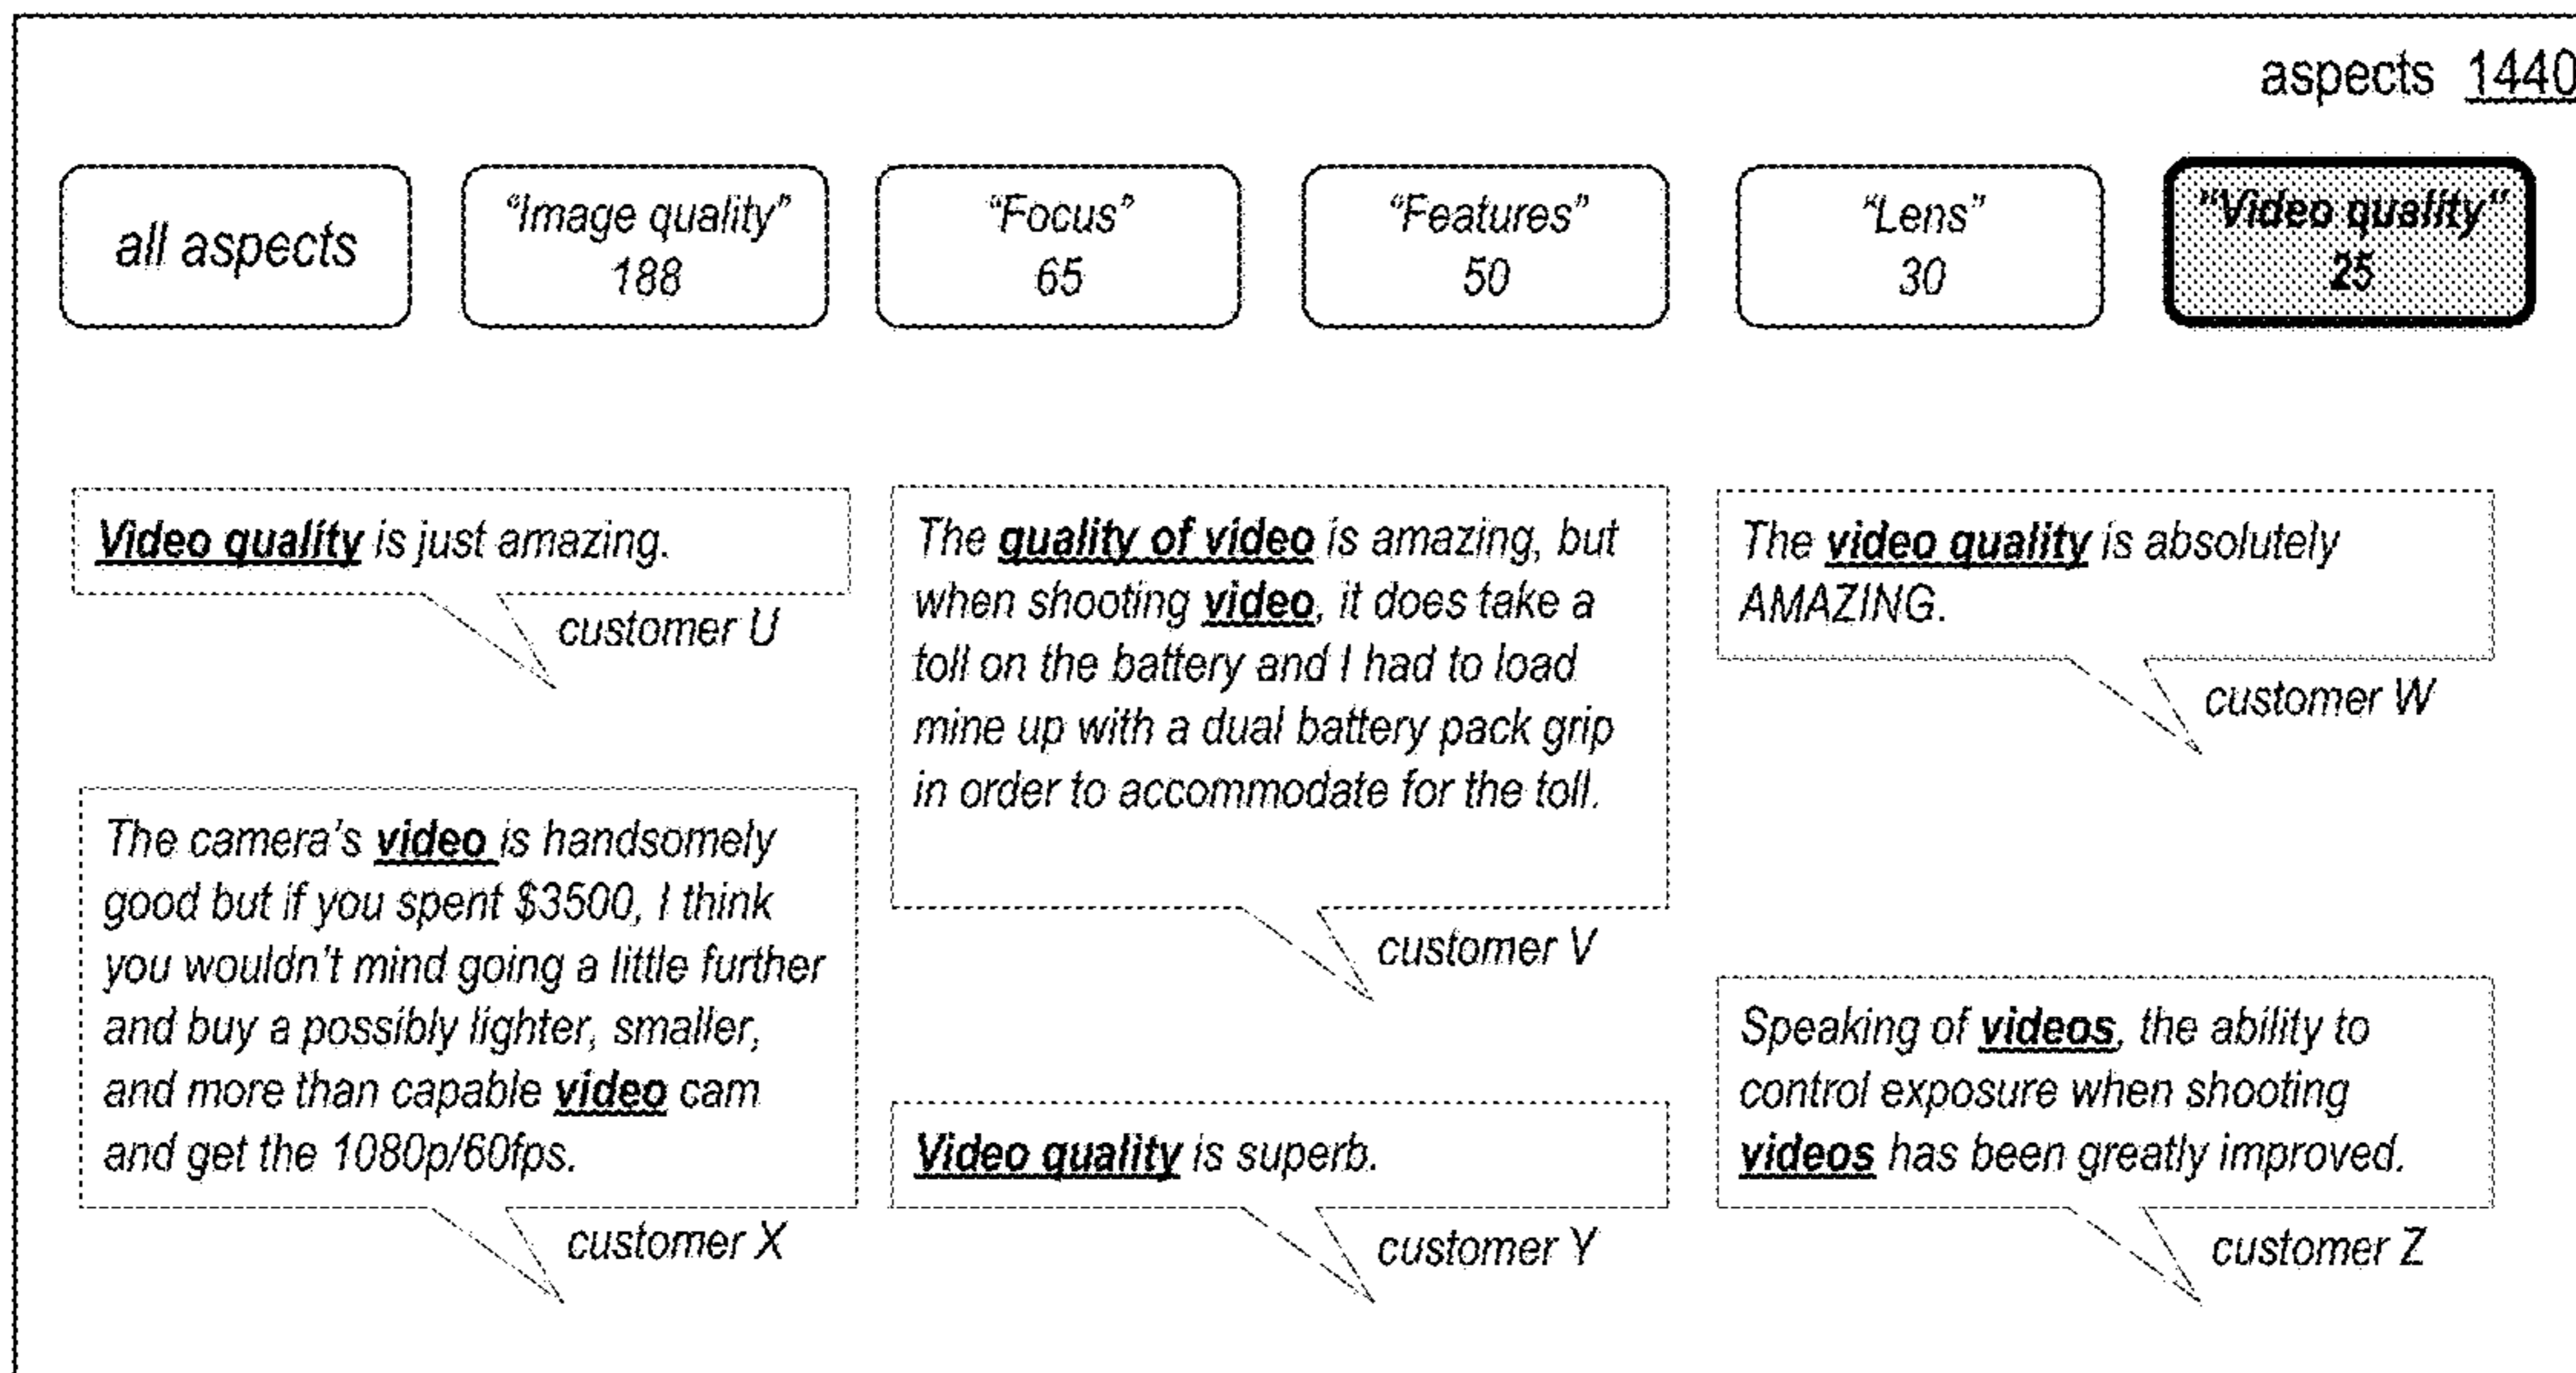 aspects 1440
all aspects
“Image quality”
188
“Focus”
65
“Features”
50
“Lens”
30
“Video quality”
25
Video quality is just amazing.
customer U
The quality of video is amazing, but
when shooting video, it does take a
toll on the battery and I had to load
mine up with a dual battery pack grip
in order to accommodate for the toll.
customer V
The video quality is absolutely
AMAZING.
customer W
The camera’s video is handsomely
good but if you spent $3500, I think
you wouldn’t mind going a little further
and buy a possibly lighter, smaller,
and more than capable video cam
and get the 1080p/60fps.
customer X
Video quality is superb.
customer Y
Speaking of videos, the ability to
control exposure when shooting
videos has been greatly improved.
customer Z